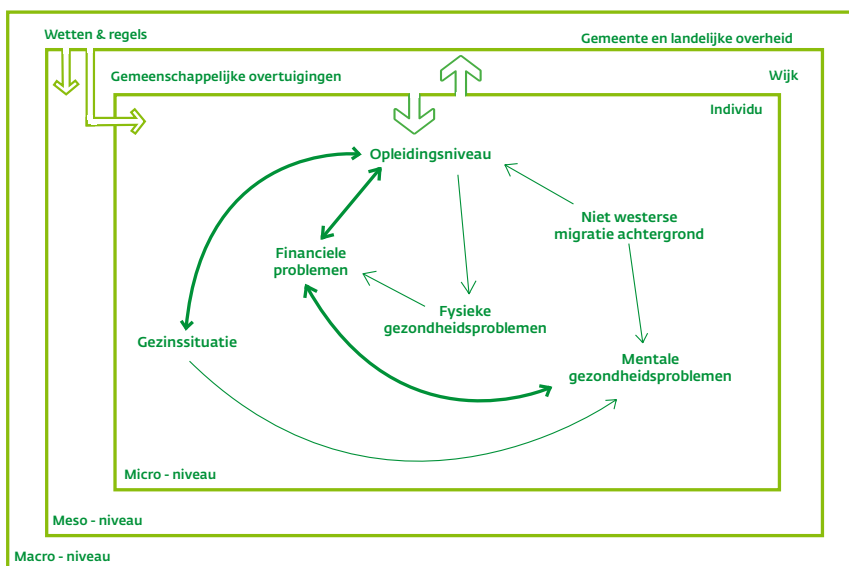 Wetten & regels
Gemeente en landelijke overheid
Gemeenschappelijke overtuigingen
Wijk
Individu
Opleidingsniveau
Niet westerse
migratie achtergrond
Financiele
problemen
Fysieke
gezondheidsproblemen
Gezinssituatie
Mentale
gezondheidsproblemen
Micro - niveau
Meso - niveau
Macro - niveau